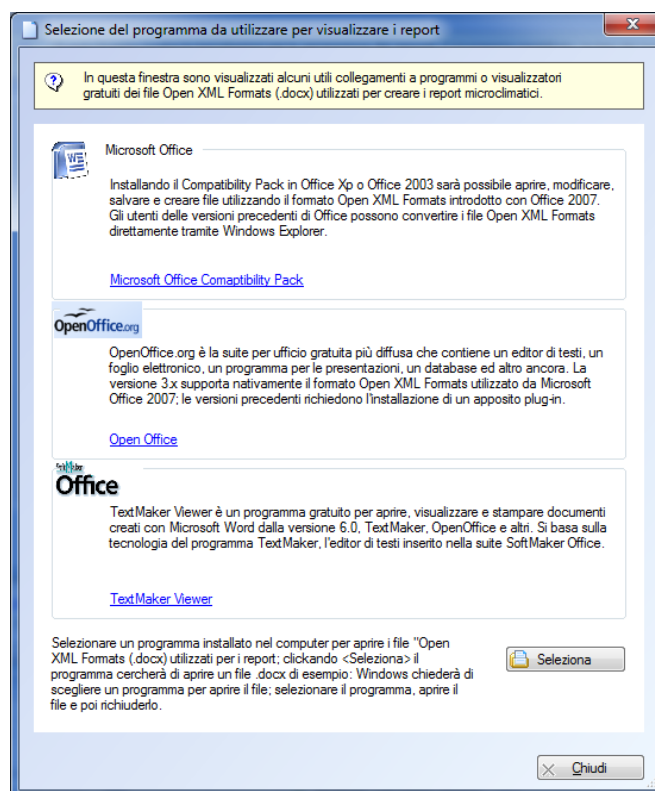 Selezione del programma da utilizzare per visualizzare i report
In questa finestra sono visualizzati alcuni utili collegamenti a programmi o visualizzatori
gratuiti dei file Open XML Formats (.docx) utilizzati per creare i report microclimatici.
Microsoft Office
Installando il Compatibility Pack in Office Xp o Office 2003 sarà possibile aprire, modificare,
salvare e creare file utilizzando il formato Open XML Formats introdotto con Office 2007.
Gli utenti delle versioni precedenti di Office possono convertire i file Open XML Formats
direttamente tramite Windows Explorer.
Microsoft Office Comaptibility Pack
OpenOffice.org
OpenOffice.org è la suite per ufficio gratuita più diffusa che contiene un editor di testi, un
foglio elettronico, un programma per le presentazioni, un database ed altro ancora. La
versione 3.x supporta nativamente il formato Open XML Formats utilizzato da Microsoft
Office 2007; le versioni precedenti richiedono l'installazione di un apposito plug-in.
Open Office
SoftMaker
Office
TextMaker Viewer è un programma gratuito per aprire, visualizzare e stampare documenti
creati con Microsoft Word dalla versione 6.0, TextMaker, OpenOffice e altri. Si basa sulla
tecnologia del programma TextMaker, l'editor di testi inserito nella suite SoftMaker Office.
TextMaker Viewer
Selezionare un programma installato nel computer per aprire i file "Open
XML Formats (.docx) utilizzati per i report; clickando <Seleziona> il
programma cercherà di aprire un file .docx di esempio: Windows chiederà di
scegliere un programma per aprire il file; selezionare il programma, aprire il
file e poi richiuderlo.
Seleziona
Chiudi